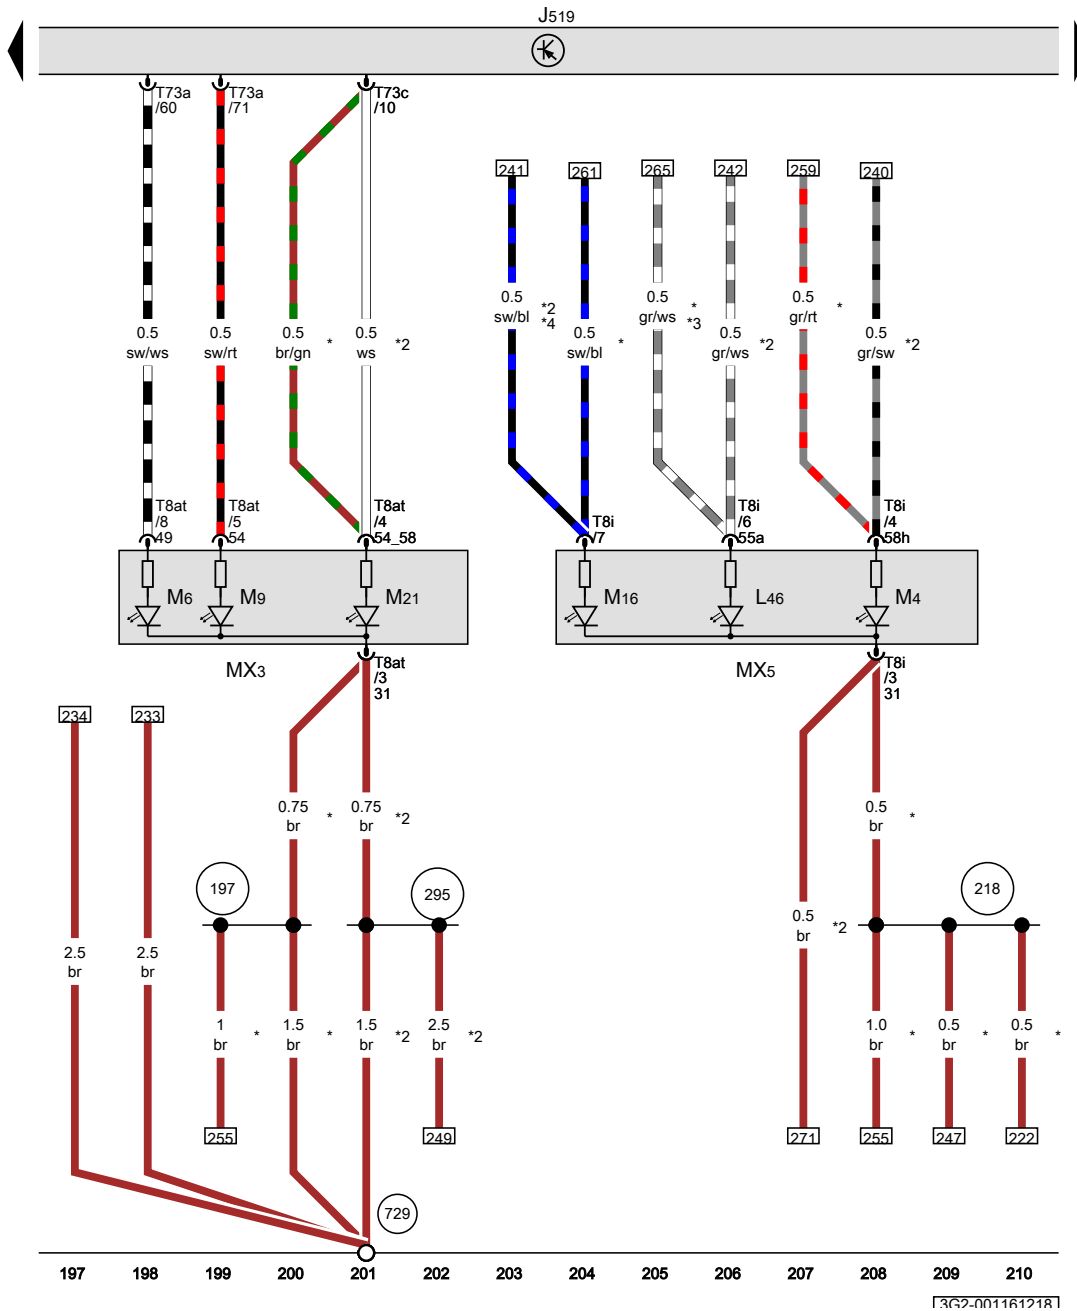 J519
T73a
/60
T73a
/71
T73c
/10
241
261
265
242
259
240
0.5
sw/bl
*2
*4
0.5
gr/ws
*
*3
0.5
gr/rt
*
0.5
sw/ws
0.5
sw/rt
0.5
br/gn
*
0.5
ws
*2
0.5
sw/bl
*
0.5
gr/ws
*2
0.5
gr/sw
*2
T8at
/8
49
T8at
/5
54
T8at
/4
54_58
T8i
/7
T8i
/6
55a
T8i
/4
58h
M6
M9
M21
M16
L46
M4
MX3
T8at
/3
31
MX5
T8i
/3
31
234
233
0.75
br
*
0.75
br
*2
0.5
br
*
197
295
218
0.5
br
*2
2.5
br
2.5
br
1
br
*
1.5
br
*
1.5
br
*2
2.5
br
*2
1.0
br
*
0.5
br
*
0.5
br
*
255
249
271
255
247
222
729
197 198 199 200 201 202 203 204 205 206 207 208 209 210
3G2-001161218